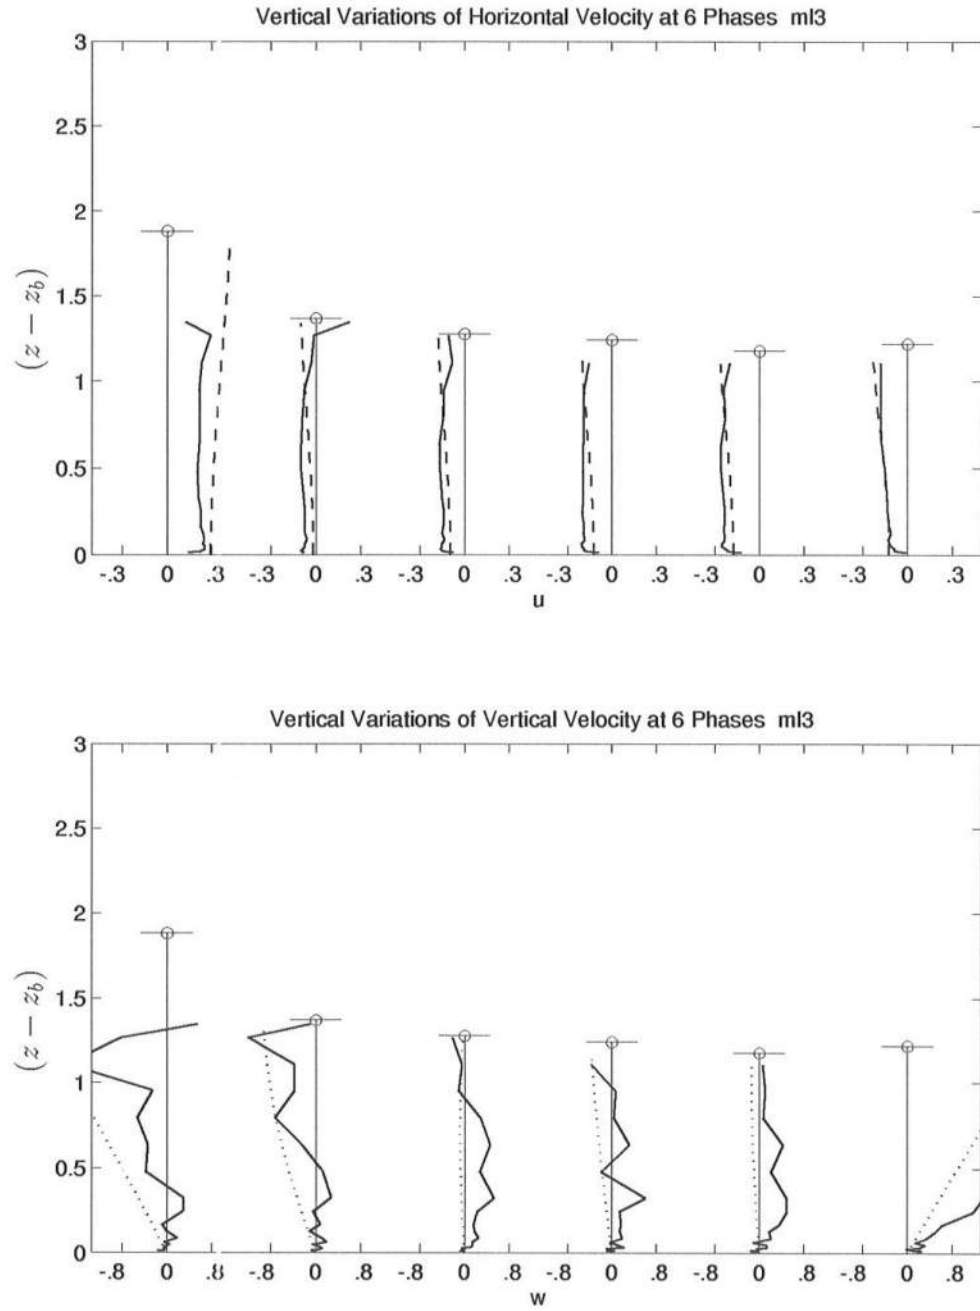 Vertical Variations of Horizontal Velocity at 6 Phases ml3
3
2.5
2
1.5
1
0.5
0
(z − z_b)
-.3 0 .3 -.3 0 .3 -.3 0 .3 -.3 0 .3 -.3 0 .3 -.3 0 .3
u
Vertical Variations of Vertical Velocity at 6 Phases ml3
3
2.5
2
1.5
1
0.5
0
(z − z_b)
-.8 0 .8 -.8 0 .8 -.8 0 .8 -.8 0 .8 -.8 0 .8 -.8 0 .8
w